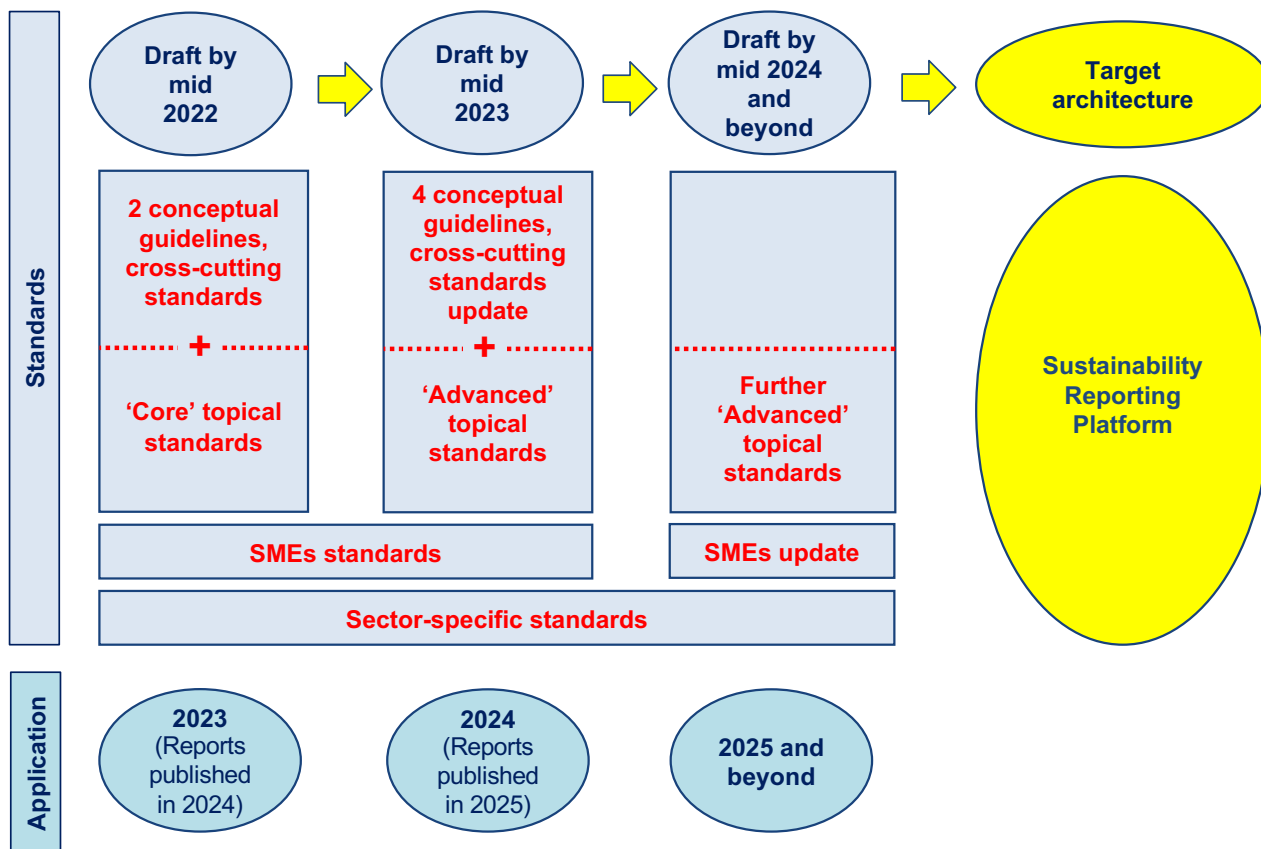 Standards
Draft by
mid
2022
Draft by
mid
2023
Draft by
mid 2024
and
beyond
Target
architecture
2 conceptual
guidelines,
cross-cutting
standards
+
‘Core’ topical
standards
4 conceptual
guidelines,
cross-cutting
standards
update
+
‘Advanced’
topical
standards
Further
‘Advanced’
topical
standards
Sustainability
Reporting
Platform
SMEs standards
SMEs update
Sector-specific standards
Application
2023
(Reports
published
in 2024)
2024
(Reports
published
in 2025)
2025 and
beyond